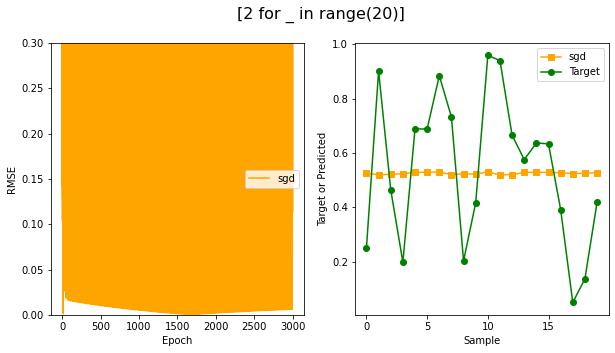 [2 for _ in range(20)]
0.30
0.25
0.20
0.15
0.10
0.05
0.00
RMSE
sgd
0 500 1000 1500 2000 2500 3000
Epoch
1.0
0.8
0.6
0.4
0.2
Target or Predicted
sgd
Target
0 5 10 15
Sample